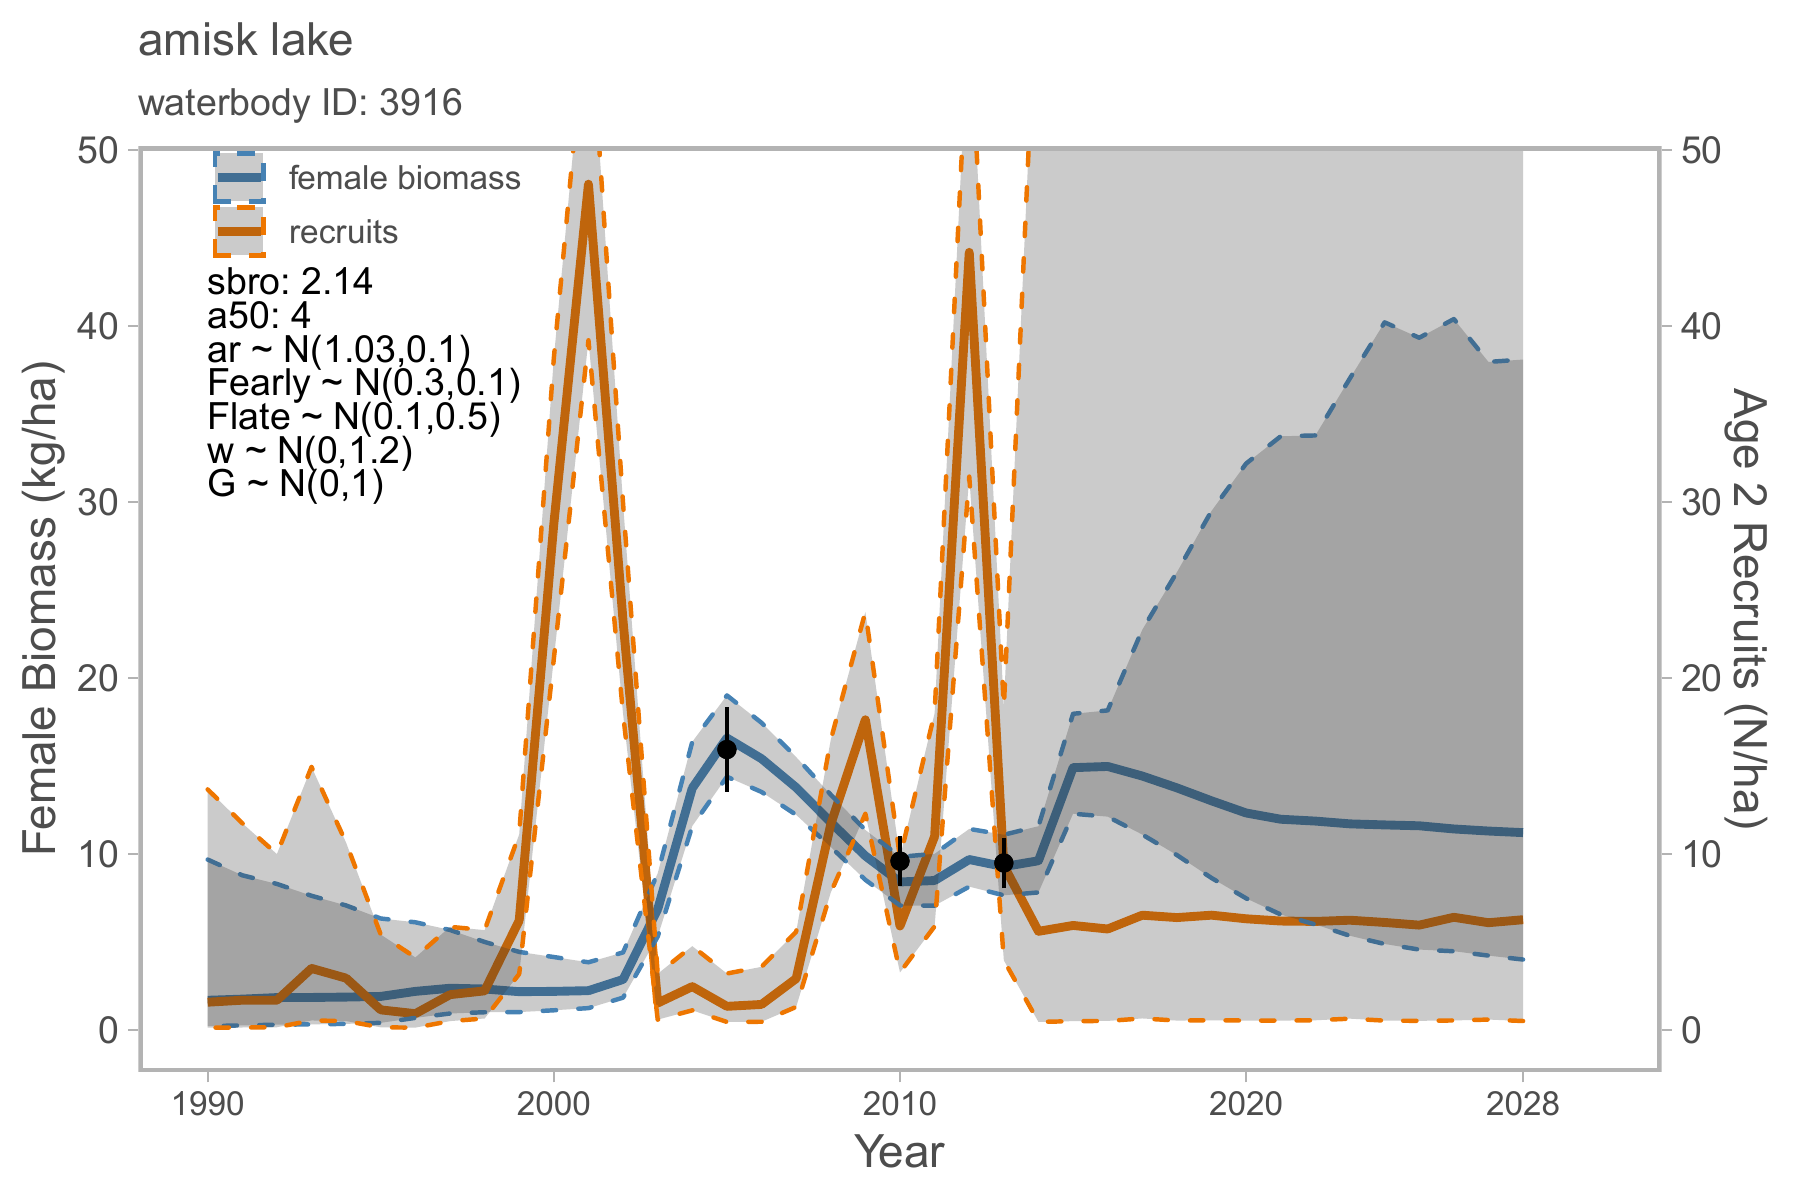 amisk lake
waterbody ID: 3916
50
40
30
20
10
0
Female Biomass (kg/ha)
female biomass
recruits
sbro: 2.14
a50: 4
ar ~ N(1.03,0.1)
Fearly ~ N(0.3,0.1)
Flate ~ N(0.1,0.5)
w ~ N(0,1.2)
G ~ N(0,1)
50
40
30
20
10
0
Age 2 Recruits (N/ha)
1990 2000 2010 2020 2028
Year